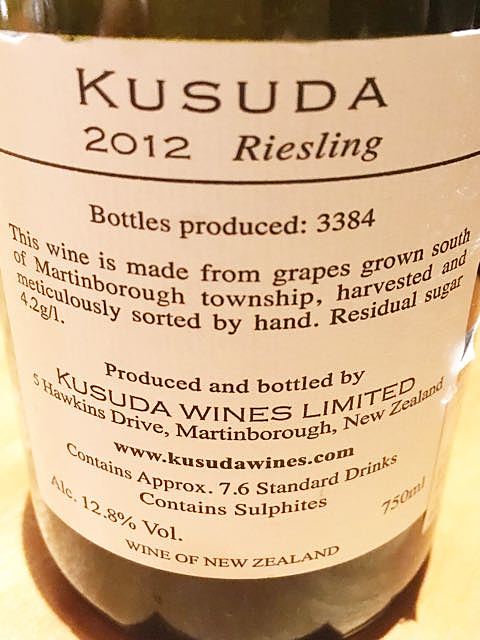 KUSUDA
2012 Riesling
Bottles produced: 3384
This wine is made from grapes grown south
of Martinborough township, harvested and
meticulously sorted by hand. Residual sugar
4.2g/l.
Produced and bottled by
KUSUDA WINES LIMITED
5 Hawkins Drive, Martinborough, New Zealand
www.kusudawines.com
Contains Approx. 7.6 Standard Drinks
Contains Sulphites
Alc. 12.8% Vol.
750ml
WINE OF NEW ZEALAND